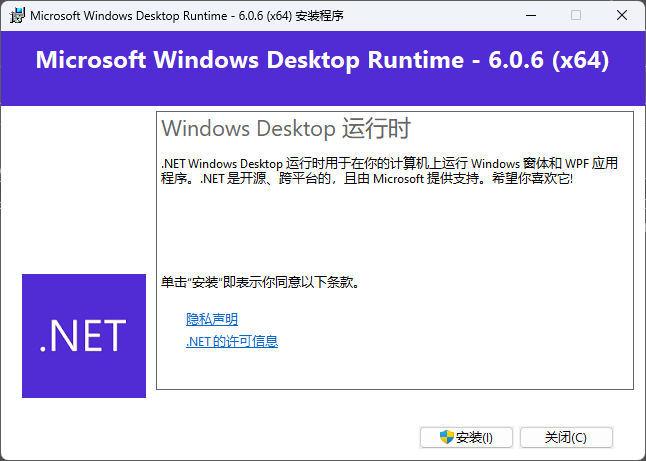 Microsoft Windows Desktop Runtime - 6.0.6 (x64) 安装程序
Microsoft Windows Desktop Runtime - 6.0.6 (x64)
Windows Desktop 运行时
.NET Windows Desktop 运行时用于在你的计算机上运行 Windows 窗体和 WPF 应用
程序。.NET 是开源、跨平台的，且由 Microsoft 提供支持。希望你喜欢它!
单击“安装”即表示你同意以下条款。
隐私声明
.NET 的许可信息
.NET
安装(I)
关闭(C)